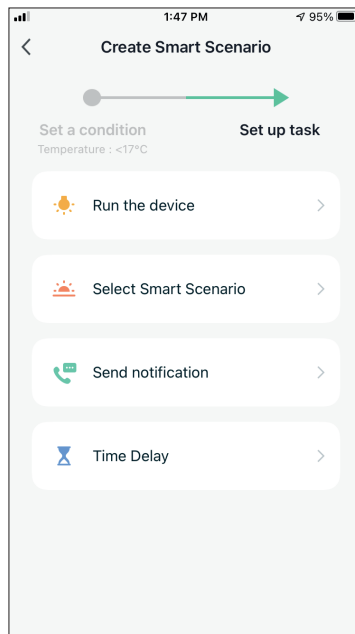 1:47 PM 95%
Create Smart Scenario
Set a condition Set up task
Temperature : <17°C
Run the device
Select Smart Scenario
Send notification
Time Delay